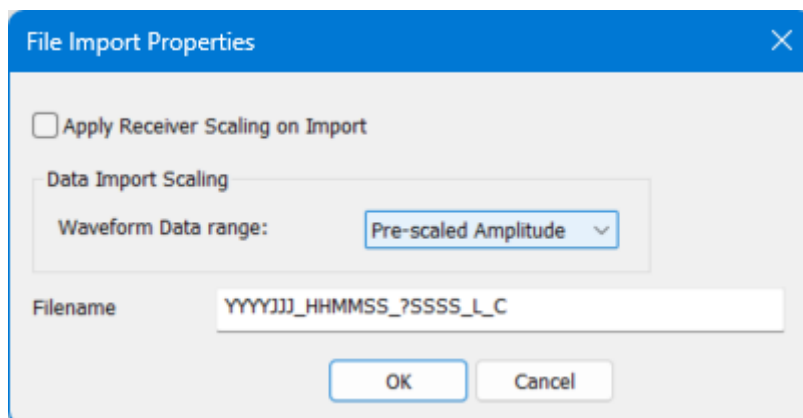 File Import Properties
Apply Receiver Scaling on Import
Data Import Scaling
Waveform Data range: Pre-scaled Amplitude
Filename YYYYJJJ_HHMMSS_?SSSS_L_C
OK Cancel